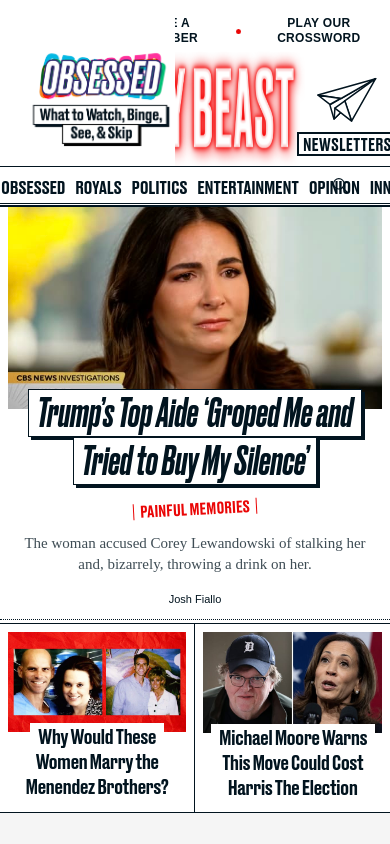 E A
BER
PLAY OUR
CROSSWORD
OBSESSED
What to Watch, Binge,
See, & Skip
Y BEAST
NEWSLETTERS
OBSESSED ROYALS POLITICS ENTERTAINMENT OPINION INN
CBS NEWS INVESTIGATIONS
Trump’s Top Aide ‘Groped Me and
Tried to Buy My Silence’
PAINFUL MEMORIES
The woman accused Corey Lewandowski of stalking her
and, bizarrely, throwing a drink on her.
Josh Fiallo
Why Would These
Women Marry the
Menendez Brothers?
Michael Moore Warns
This Move Could Cost
Harris The Election